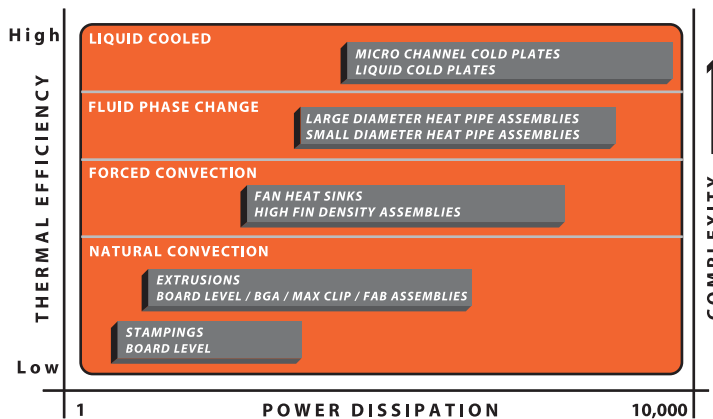 High
LIQUID COOLED
MICRO CHANNEL COLD PLATES
LIQUID COLD PLATES
FLUID PHASE CHANGE
LARGE DIAMETER HEAT PIPE ASSEMBLIES
SMALL DIAMETER HEAT PIPE ASSEMBLIES
FORCED CONVECTION
FAN HEAT SINKS
HIGH FIN DENSITY ASSEMBLIES
NATURAL CONVECTION
EXTRUSIONS
BOARD LEVEL / BGA / MAX CLIP / FAB ASSEMBLIES
STAMPINGS
BOARD LEVEL
Low
THERMAL EFFICIENCY
COMPLEXITY
1
POWER DISSIPATION
10,000